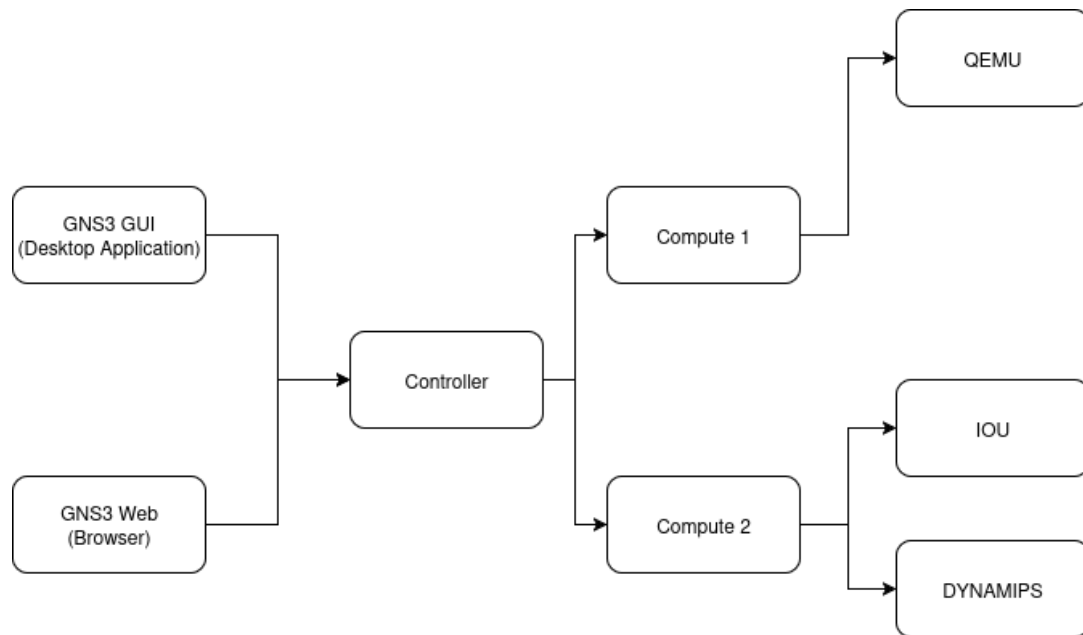 QEMU
GNS3 GUI
(Desktop Application)
Compute 1
Controller
IOU
GNS3 Web
(Browser)
Compute 2
DYNAMIPS